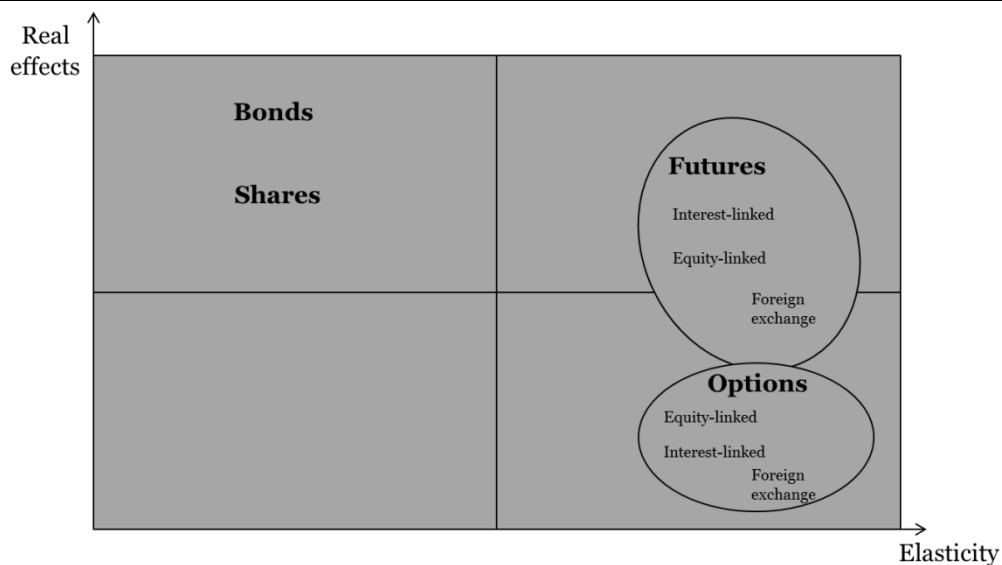 Real
effects
Bonds
Shares
Futures
Interest-linked
Equity-linked
Foreign
exchange
Options
Equity-linked
Interest-linked
Foreign
exchange
Elasticity